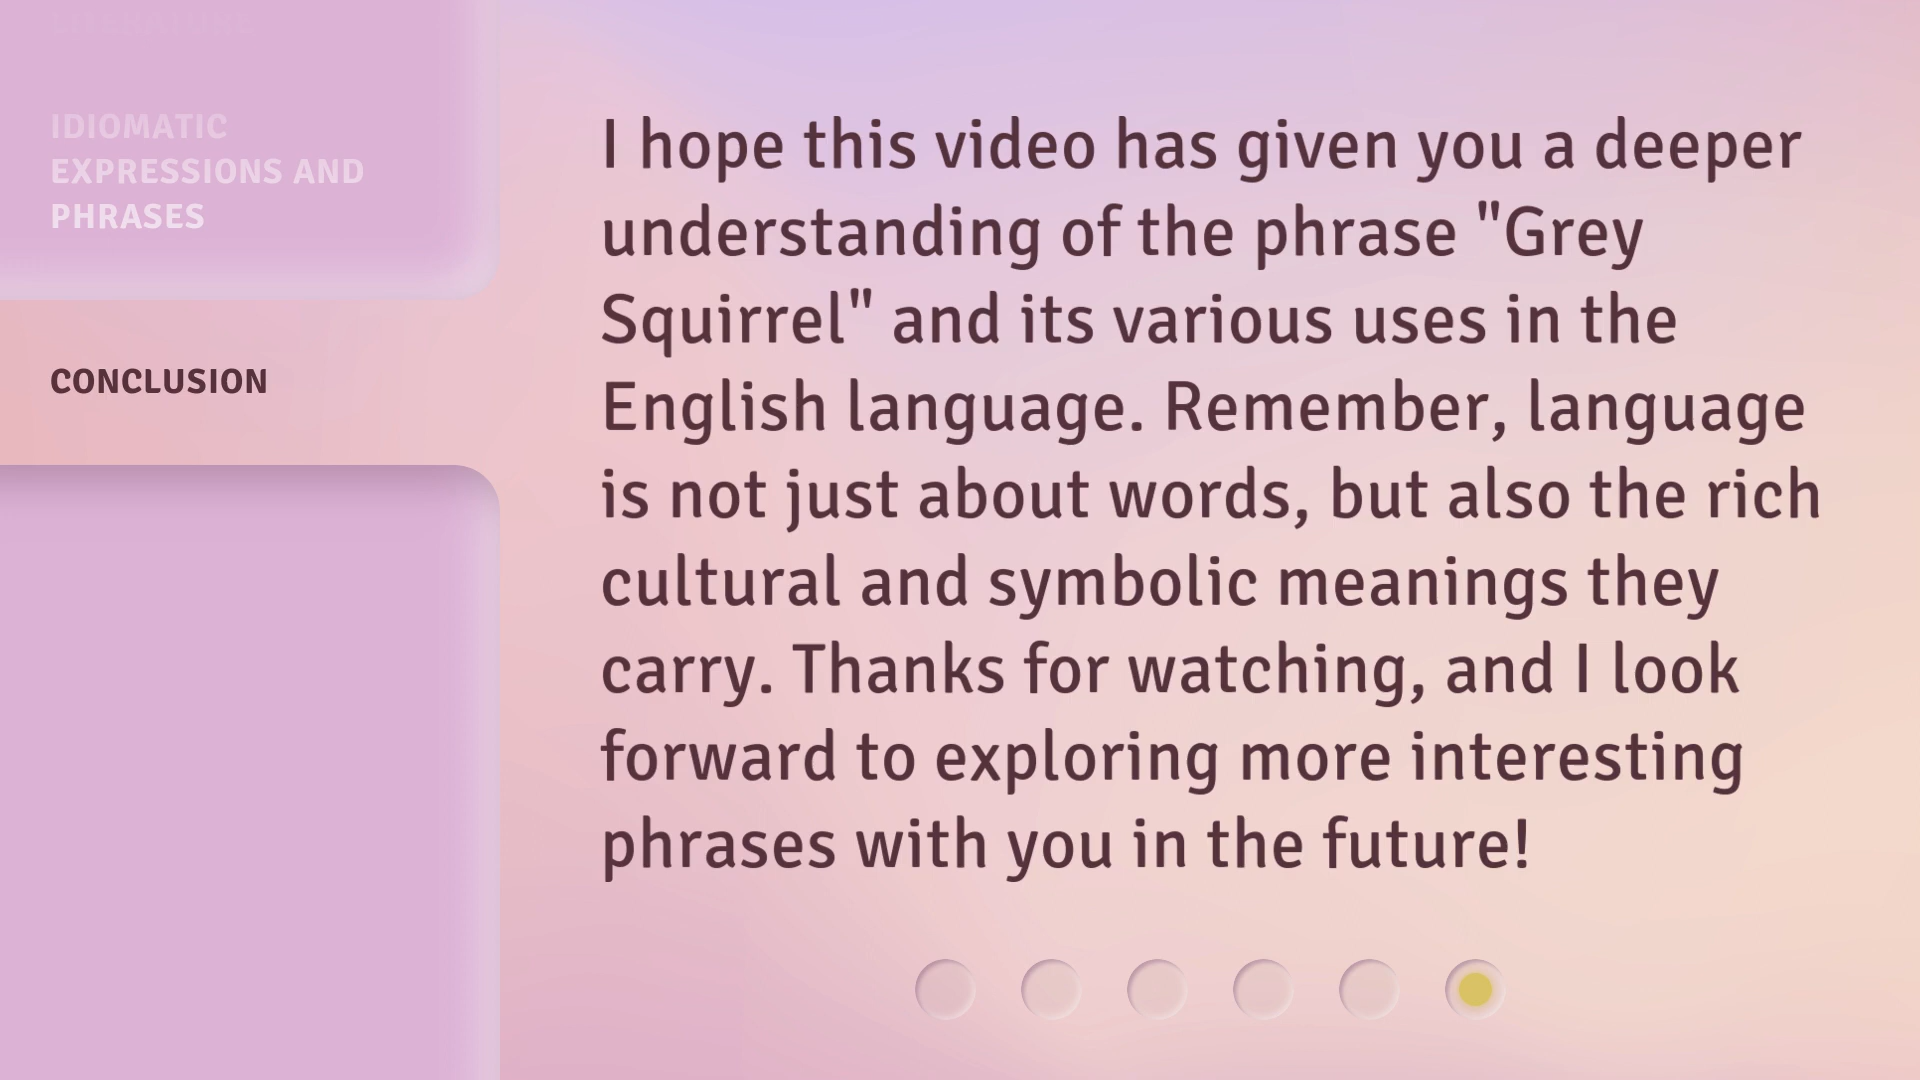 IDIOMATIC
EXPRESSIONS AND
PHRASES
CONCLUSION
I hope this video has given you a deeper
understanding of the phrase "Grey
Squirrel" and its various uses in the
English language. Remember, language
is not just about words, but also the rich
cultural and symbolic meanings they
carry. Thanks for watching, and I look
forward to exploring more interesting
phrases with you in the future!